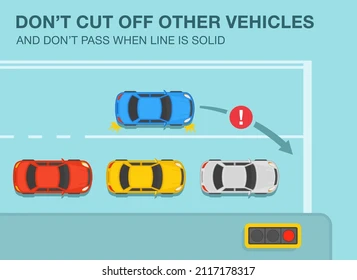 DON'T CUT OFF OTHER VEHICLES
AND DON'T PASS WHEN LINE IS SOLID
!
shutterstock.com · 2117178317